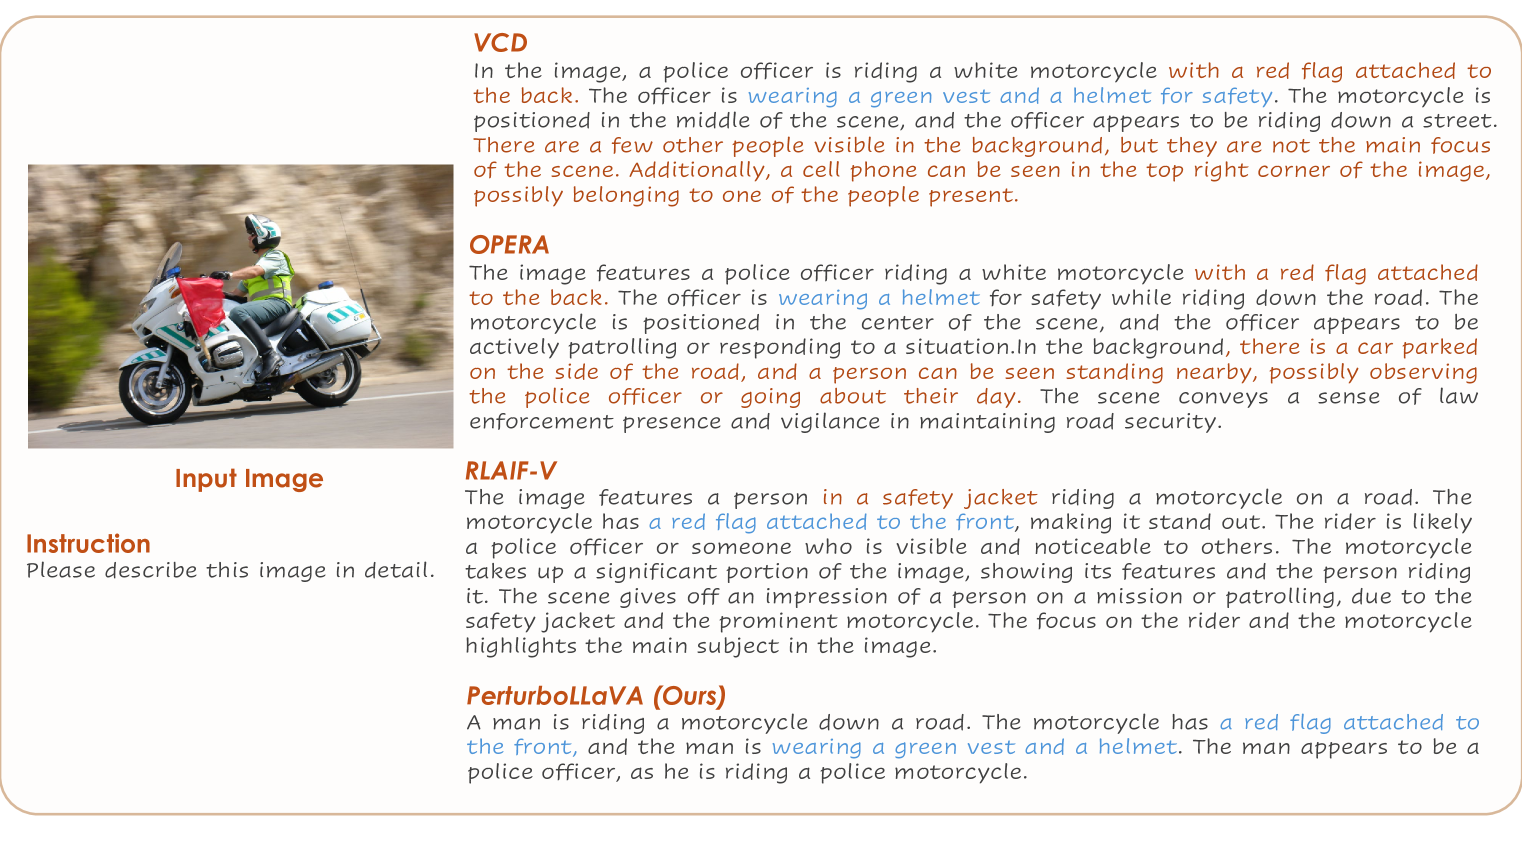 VCD
In the image, a police officer is riding a white motorcycle with a red flag attached to
the back. The officer is wearing a green vest and a helmet for safety. The motorcycle is
positioned in the middle of the scene, and the officer appears to be riding down a street.
There are a few other people visible in the background, but they are not the main focus
of the scene. Additionally, a cell phone can be seen in the top right corner of the image,
possibly belonging to one of the people present.
OPERA
The image features a police officer riding a white motorcycle with a red flag attached
to the back. The officer is wearing a helmet for safety while riding down the road. The
motorcycle is positioned in the center of the scene, and the officer appears to be
actively patrolling or responding to a situation.In the background, there is a car parked
on the side of the road, and a person can be seen standing nearby, possibly observing
the police officer or going about their day. The scene conveys a sense of law
enforcement presence and vigilance in maintaining road security.
Input Image
Instruction
Please describe this image in detail.
RLAIF-V
The image features a person in a safety jacket riding a motorcycle on a road. The
motorcycle has a red flag attached to the front, making it stand out. The rider is likely
a police officer or someone who is visible and noticeable to others. The motorcycle
takes up a significant portion of the image, showing its features and the person riding
it. The scene gives off an impression of a person on a mission or patrolling, due to the
safety jacket and the prominent motorcycle. The focus on the rider and the motorcycle
highlights the main subject in the image.
PerturboLLaVA (Ours)
A man is riding a motorcycle down a road. The motorcycle has a red flag attached to
the front, and the man is wearing a green vest and a helmet. The man appears to be a
police officer, as he is riding a police motorcycle.